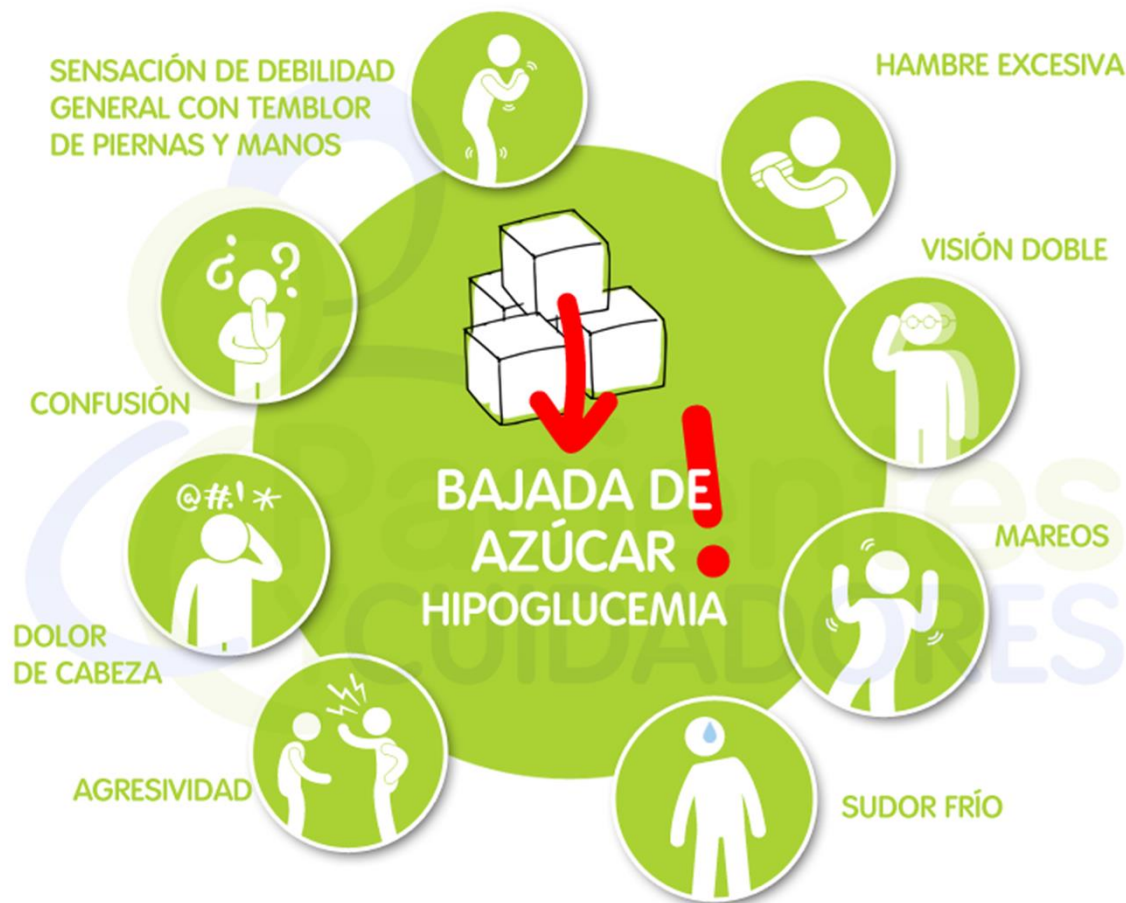 SENSACIÓN DE DEBILIDAD
GENERAL CON TEMBLOR
DE PIERNAS Y MANOS
HAMBRE EXCESIVA
VISIÓN DOBLE
¿?
CONFUSIÓN
BAJADA DE
AZÚCAR
HIPOGLUCEMIA
!
MAREOS
@#!*
DOLOR
DE CABEZA
AGRESIVIDAD
SUDOR FRÍO
Pacientes
Y CUIDADORES